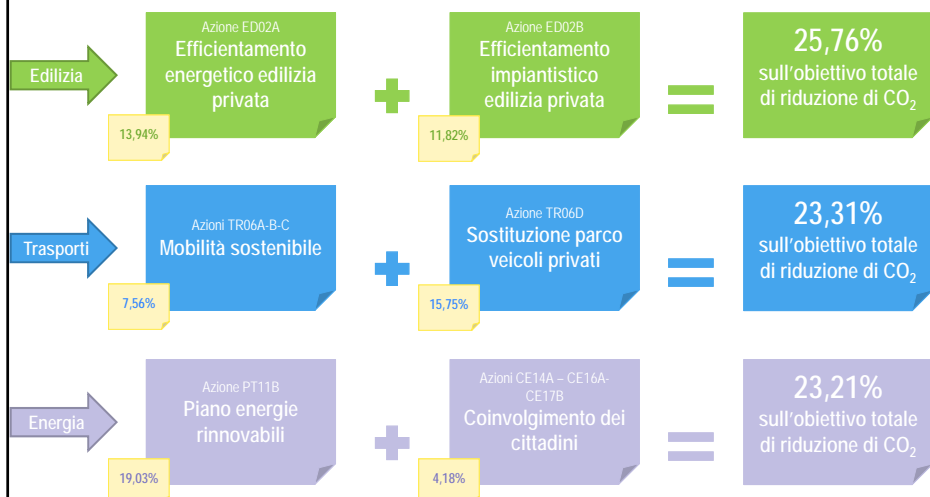 Edilizia
Azione ED02A
Efficientamento
energetico edilizia
privata
13,94%
Azione ED02B
Efficientamento
impiantistico
edilizia privata
11,82%
25,76%
sull'obiettivo totale
di riduzione di CO₂
Trasporti
Azioni TR06A-B-C
Mobilità sostenibile
7,56%
Azione TR06D
Sostituzione parco
veicoli privati
15,75%
23,31%
sull'obiettivo totale
di riduzione di CO₂
Energia
Azione PT11B
Piano energie
rinnovabili
19,03%
Azioni CE14A – CE16A-
CE17B
Coinvolgimento dei
cittadini
4,18%
23,21%
sull'obiettivo totale
di riduzione di CO₂